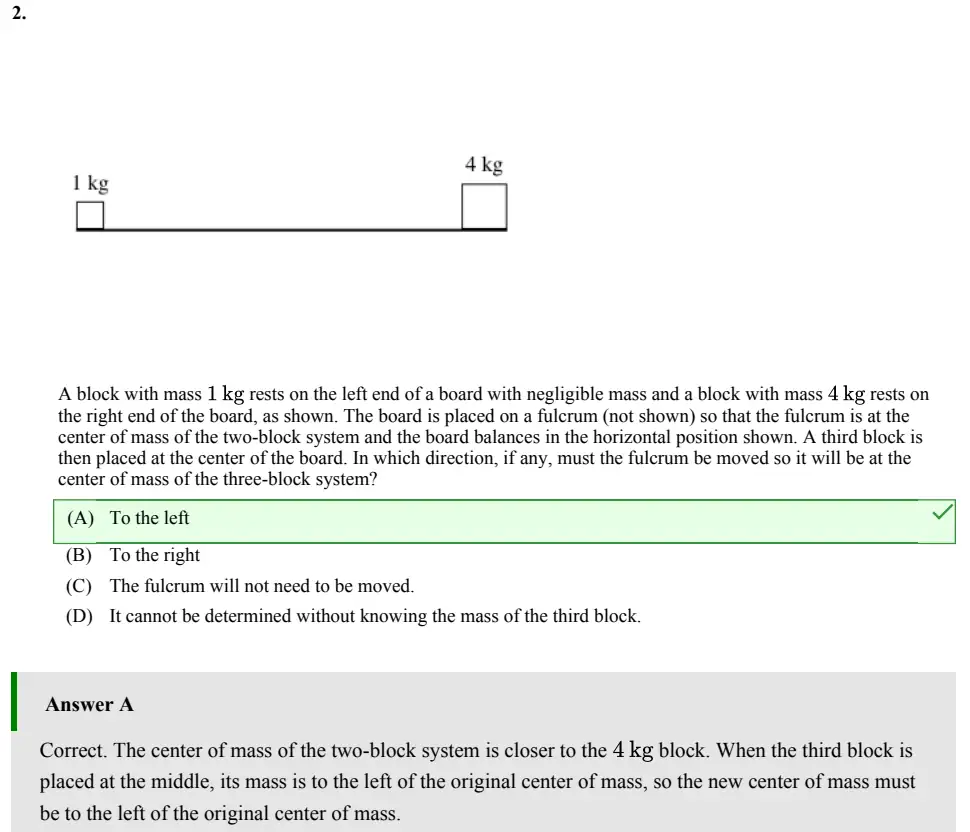 2.
4 kg
1 kg
A block with mass 1 kg rests on the left end of a board with negligible mass and a block with mass 4 kg rests on
the right end of the board, as shown. The board is placed on a fulcrum (not shown) so that the fulcrum is at the
center of mass of the two-block system and the board balances in the horizontal position shown. A third block is
then placed at the center of the board. In which direction, if any, must the fulcrum be moved so it will be at the
center of mass of the three-block system?
(A) To the left
(B) To the right
(C) The fulcrum will not need to be moved.
(D) It cannot be determined without knowing the mass of the third block.
Answer A
Correct. The center of mass of the two-block system is closer to the 4 kg block. When the third block is
placed at the middle, its mass is to the left of the original center of mass, so the new center of mass must
be to the left of the original center of mass.